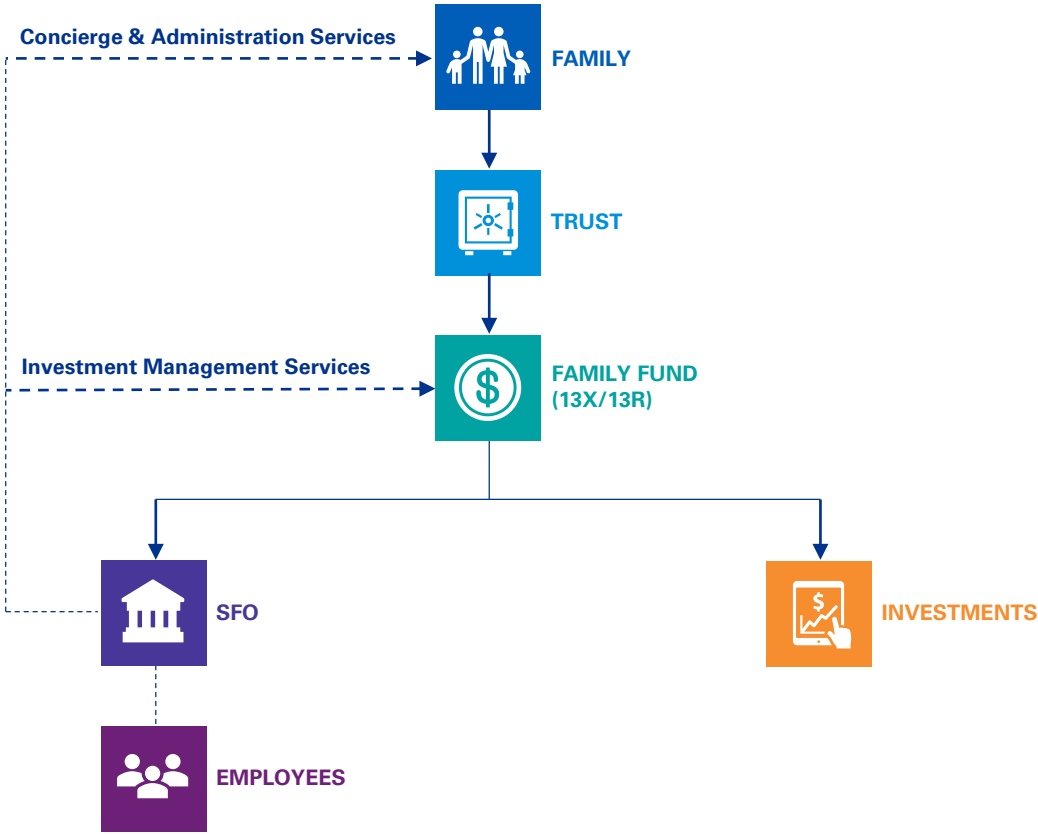 Concierge & Administration Services
FAMILY
TRUST
Investment Management Services
FAMILY FUND
(13X/13R)
$
SFO
$
INVESTMENTS
EMPLOYEES